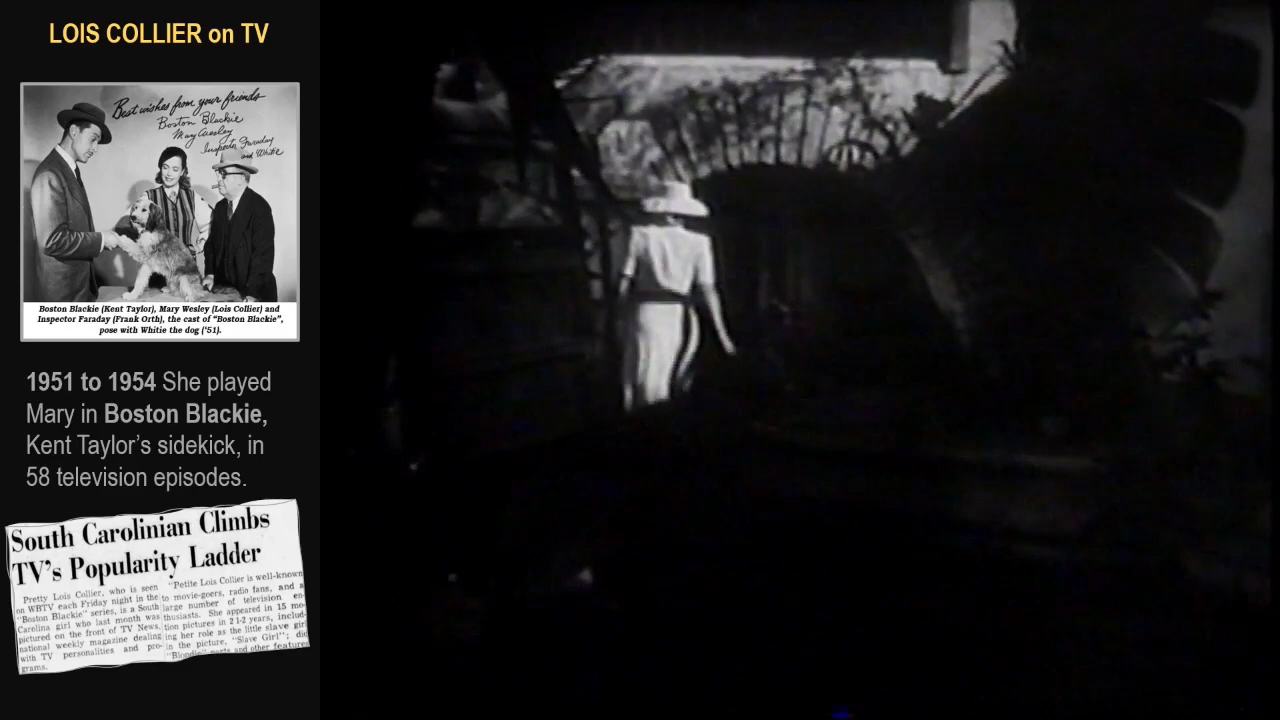 LOIS COLLIER on TV
Best wishes from your friends
Boston Blackie
Mary Wesley
Inspector Faraday
and Whitie
Boston Blackie (Kent Taylor), Mary Wesley (Lois Collier) and
Inspector Faraday (Frank Orth), the cast of “Boston Blackie”,
pose with Whitie the dog (‘51).
1951 to 1954 She played
Mary in Boston Blackie,
Kent Taylor’s sidekick, in
58 television episodes.
South Carolinian Climbs
TV's Popularity Ladder
Pretty Lois Collier, who is seen
on WBTV each Friday night in the
"Boston Blackie" series, is a South
Carolina girl who last month was
pictured on the front of TV News,
national weekly magazine dealing
with TV personalities and pro-
grams.
"Petite Lois Collier is well-known
to movie-goers, radio fans, and a
large number of television en-
thusiasts. She appeared in 15 mo-
tion pictures in 2 1-2 years, includ-
ing her role as the little slave girl
in the picture, "Slave Girl"; did
"Blondie" parts and other features